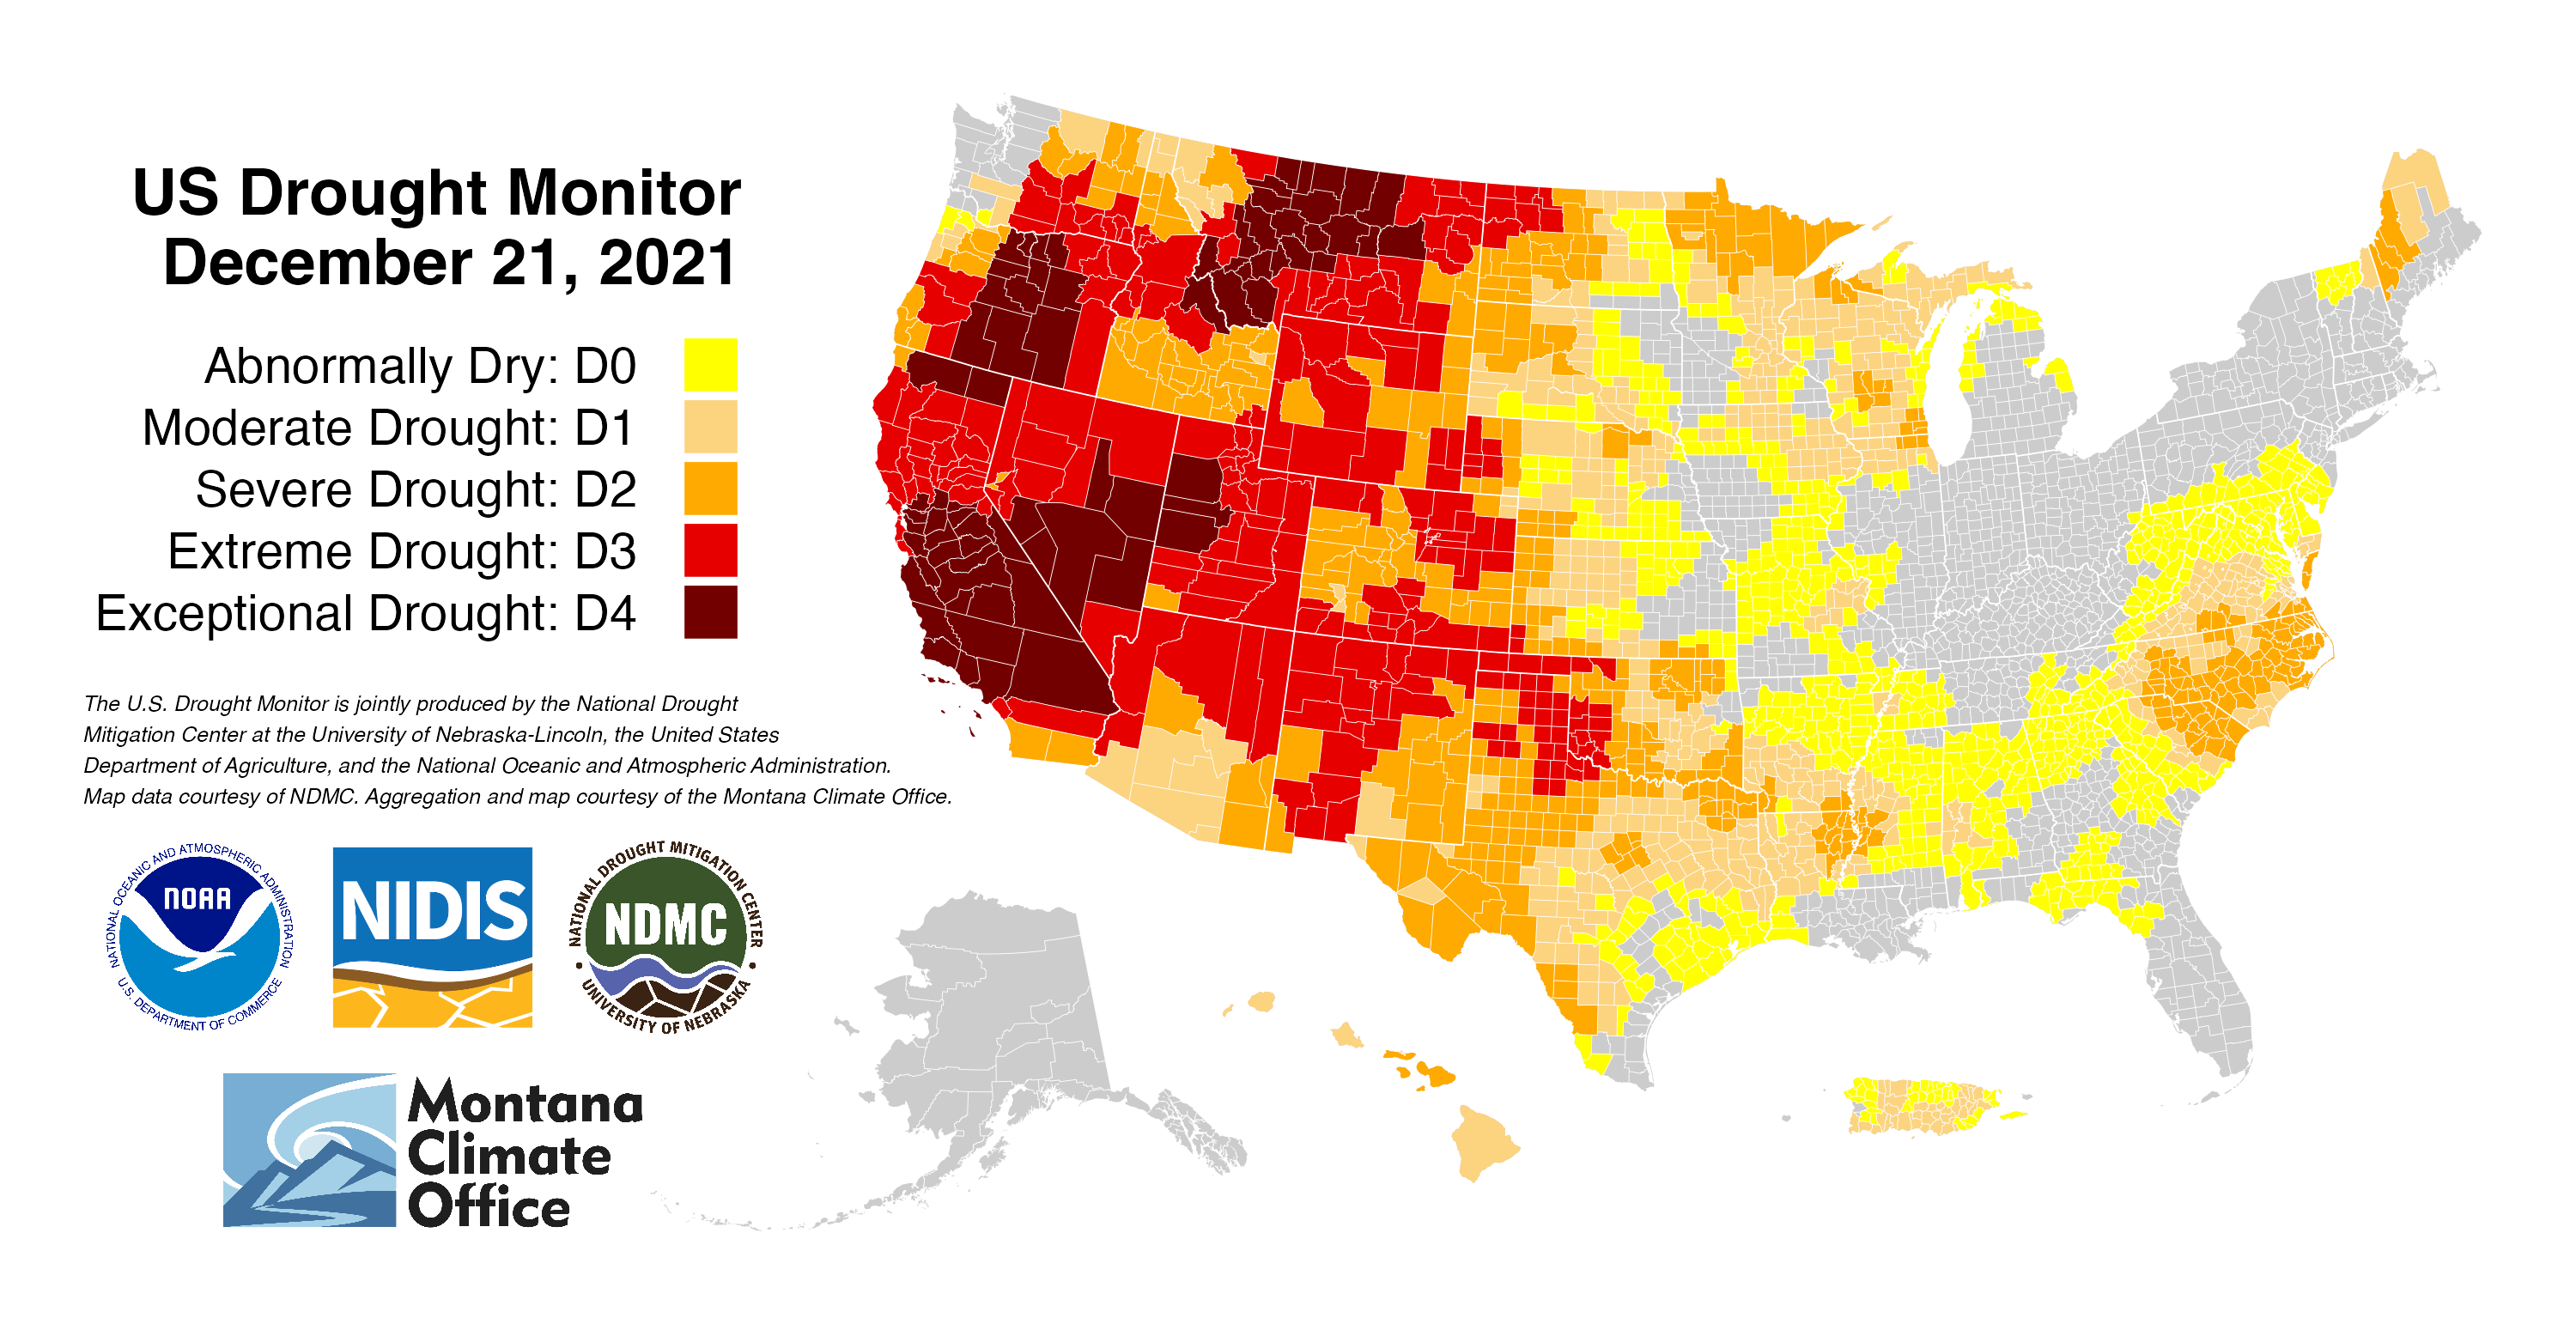 US Drought Monitor
December 21, 2021
Abnormally Dry: D0
Moderate Drought: D1
Severe Drought: D2
Extreme Drought: D3
Exceptional Drought: D4
The U.S. Drought Monitor is jointly produced by the National Drought
Mitigation Center at the University of Nebraska-Lincoln, the United States
Department of Agriculture, and the National Oceanic and Atmospheric Administration.
Map data courtesy of NDMC. Aggregation and map courtesy of the Montana Climate Office.
NATIONAL OCEANIC AND ATMOSPHERIC ADMINISTRATION
NOAA
U.S. DEPARTMENT OF COMMERCE
NIDIS
NATIONAL DROUGHT MITIGATION CENTER
NDMC
UNIVERSITY OF NEBRASKA
Montana
Climate
Office